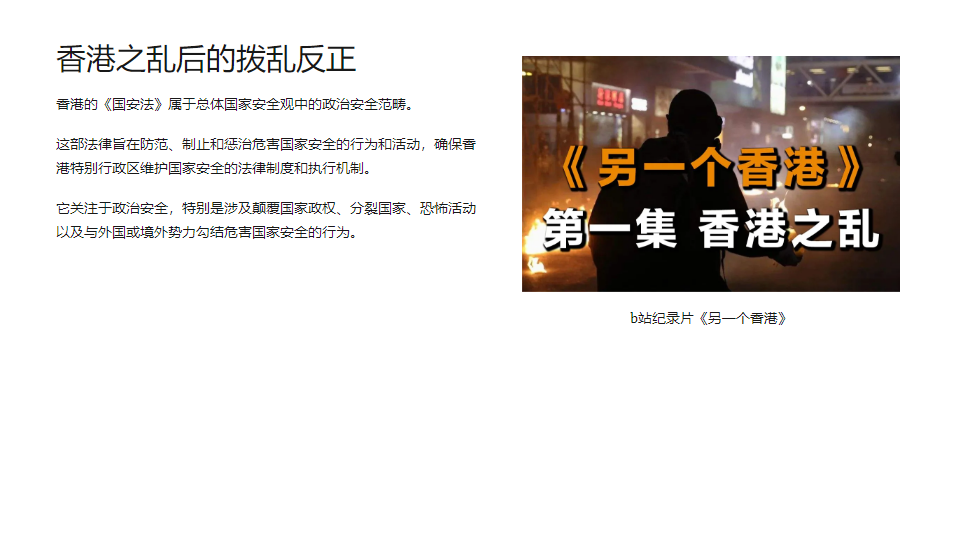 香港之乱后的拨乱反正
香港的《国安法》属于总体国家安全观中的政治安全范畴。
这部法律旨在防范、制止和惩治危害国家安全的行为和活动，确保香
港特别行政区维护国家安全的法律制度和执行机制。
它关注于政治安全，特别是涉及颠覆国家政权、分裂国家、恐怖活动
以及与外国或境外势力勾结危害国家安全的行为。
《另一个香港》
第一集 香港之乱
b站纪录片《另一个香港》